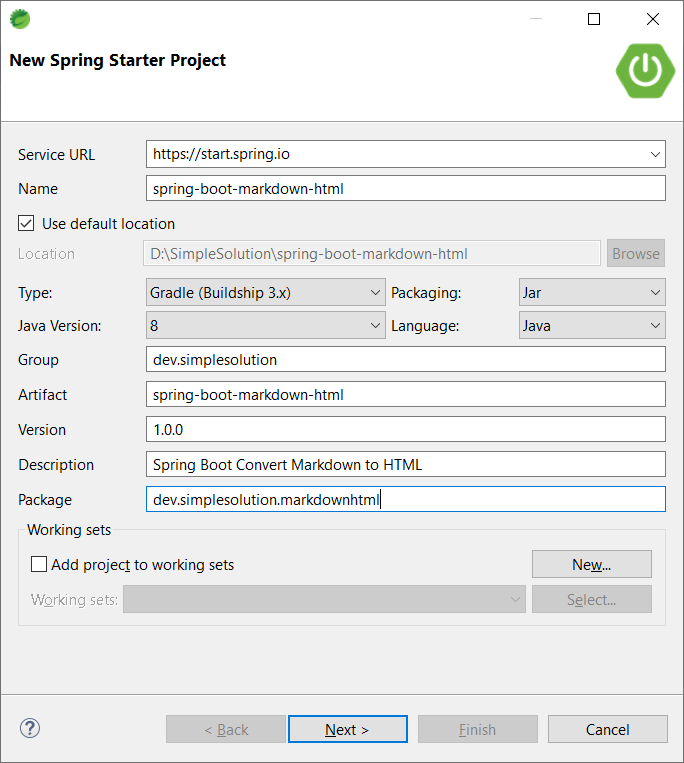 New Spring Starter Project
Service URL https://start.spring.io
Name spring-boot-markdown-html
Use default location
Location D:\SimpleSolution\spring-boot-markdown-html Browse
Type: Gradle (Buildship 3.x) Packaging: Jar
Java Version: 8 Language: Java
Group dev.simplesolution
Artifact spring-boot-markdown-html
Version 1.0.0
Description Spring Boot Convert Markdown to HTML
Package dev.simplesolution.markdownhtml
Working sets
Add project to working sets New...
Working sets: Select...
? < Back Next > Finish Cancel